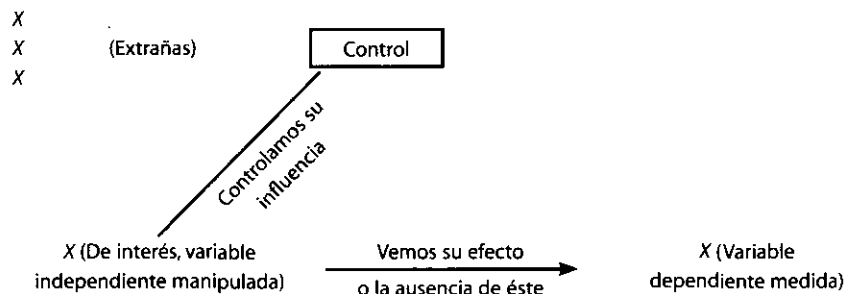 X
X (Extrañas) Control
X
Controlamos su
influencia
X (De interés, variable
independiente manipulada)
Vemos su efecto
o la ausencia de éste
X (Variable
dependiente medida)